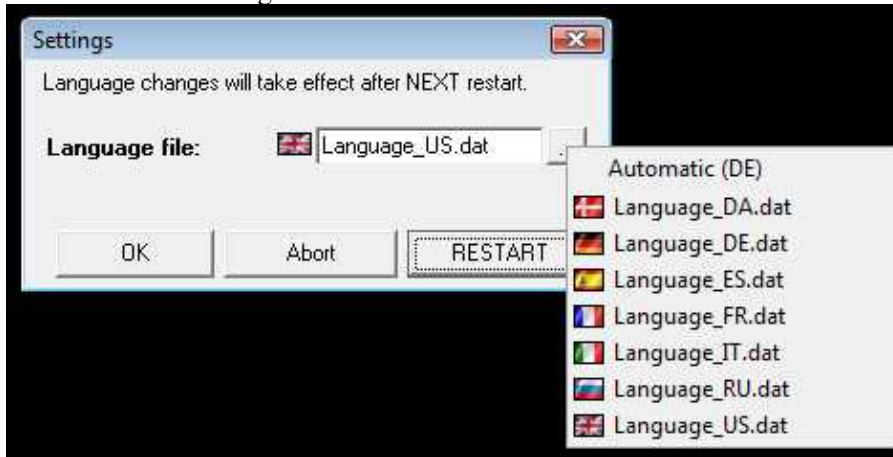 Settings
Language changes will take effect after NEXT restart.
Language file:
Language_US.dat
Automatic (DE)
Language_DA.dat
Language_DE.dat
Language_ES.dat
Language_FR.dat
Language_IT.dat
Language_RU.dat
Language_US.dat
OK
Abort
RESTART